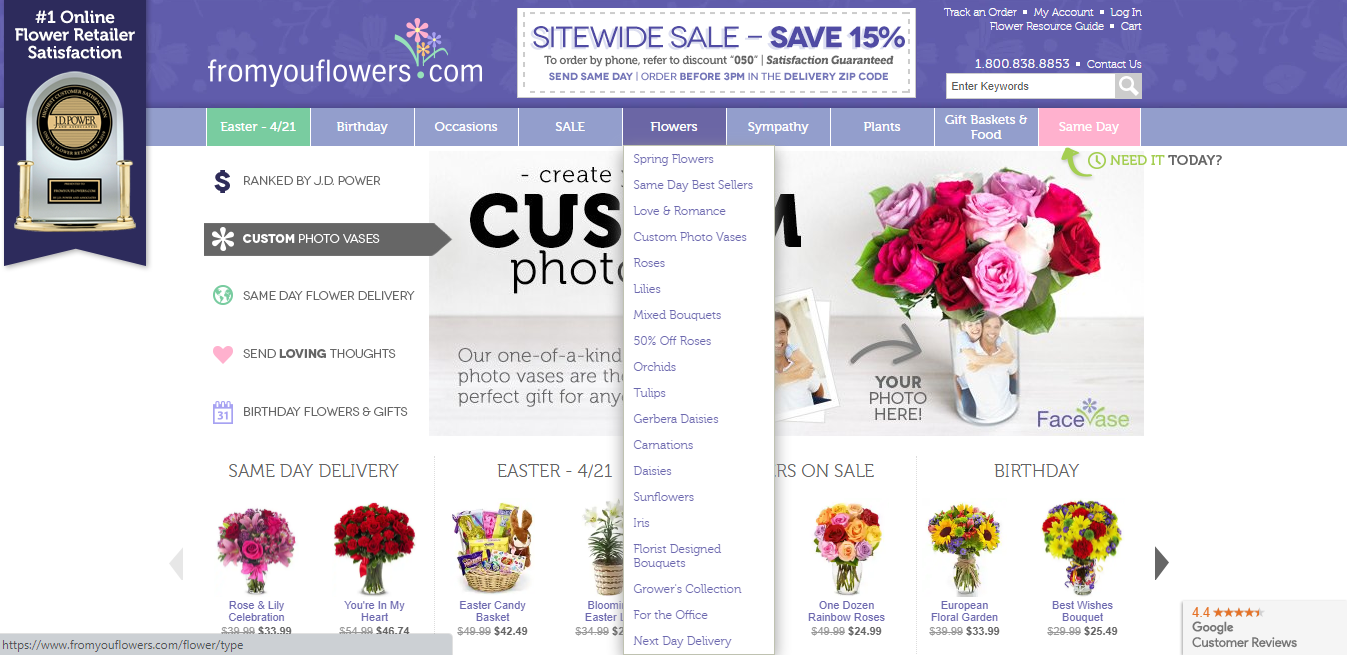 #1 Online
Flower Retailer
Satisfaction
J.D. POWER
fromyouflowers.com
SITEWIDE SALE – SAVE 15%
To order by phone, refer to discount "050" | Satisfaction Guaranteed
SEND SAME DAY | ORDER BEFORE 3PM IN THE DELIVERY ZIP CODE
Track an Order ▪ My Account ▪ Log In
Flower Resource Guide ▪ Cart
1.800.838.8853 ▪ Contact Us
Enter Keywords
Easter - 4/21
Birthday
Occasions
SALE
Flowers
Sympathy
Plants
Gift Baskets &
Food
Same Day
NEED IT TODAY?
$ RANKED BY J.D. POWER
CUSTOM PHOTO VASES
SAME DAY FLOWER DELIVERY
SEND LOVING THOUGHTS
31 BIRTHDAY FLOWERS & GIFTS
- create
CUS
M
phot
Our one-of-a-kind
photo vases are th
perfect gift for any
YOUR
PHOTO
HERE!
FaceVase
Spring Flowers
Same Day Best Sellers
Love & Romance
Custom Photo Vases
Roses
Lilies
Mixed Bouquets
50% Off Roses
Orchids
Tulips
Gerbera Daisies
Carnations
Daisies
Sunflowers
Iris
Florist Designed
Bouquets
Grower's Collection
For the Office
Next Day Delivery
SAME DAY DELIVERY
EASTER - 4/21
RS ON SALE
BIRTHDAY
Rose & Lily
Celebration
$39.99 $33.99
You're In My
Heart
$54.99 $46.74
Easter Candy
Basket
$49.99 $42.49
Bloomi
Easter L
$34.99 $2
One Dozen
Rainbow Roses
$49.99 $24.99
European
Floral Garden
$39.99 $33.99
Best Wishes
Bouquet
$29.99 $25.49
4.4
Google
Customer Reviews
https://www.fromyouflowers.com/flower/type